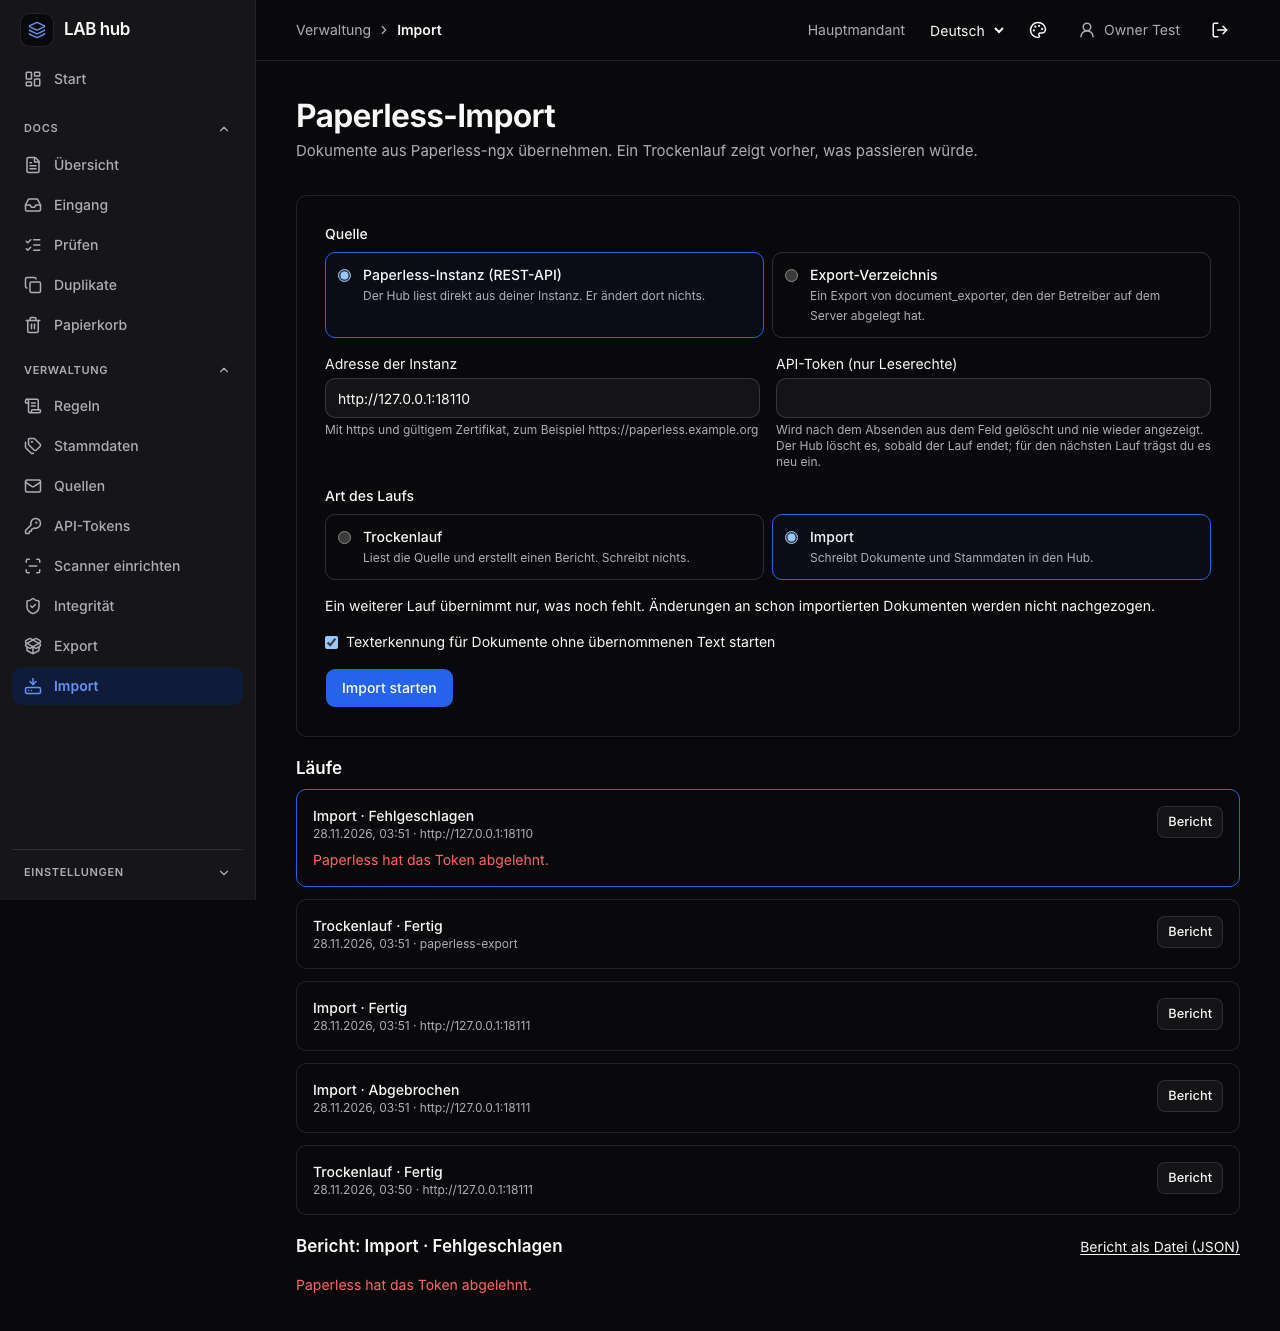 LAB hub
Verwaltung > Import
Hauptmandant
Deutsch
Owner Test
Start
DOCS
Übersicht
Eingang
Prüfen
Duplikate
Papierkorb
VERWALTUNG
Regeln
Stammdaten
Quellen
API-Tokens
Scanner einrichten
Integrität
Export
Import
EINSTELLUNGEN
Paperless-Import
Dokumente aus Paperless-ngx übernehmen. Ein Trockenlauf zeigt vorher, was passieren würde.
Quelle
Paperless-Instanz (REST-API)
Der Hub liest direkt aus deiner Instanz. Er ändert dort nichts.
Export-Verzeichnis
Ein Export von document_exporter, den der Betreiber auf dem
Server abgelegt hat.
Adresse der Instanz
http://127.0.0.1:18110
Mit https und gültigem Zertifikat, zum Beispiel https://paperless.example.org
API-Token (nur Leserechte)
Wird nach dem Absenden aus dem Feld gelöscht und nie wieder angezeigt.
Der Hub löscht es, sobald der Lauf endet; für den nächsten Lauf trägst du es
neu ein.
Art des Laufs
Trockenlauf
Liest die Quelle und erstellt einen Bericht. Schreibt nichts.
Import
Schreibt Dokumente und Stammdaten in den Hub.
Ein weiterer Lauf übernimmt nur, was noch fehlt. Änderungen an schon importierten Dokumenten werden nicht nachgezogen.
Texterkennung für Dokumente ohne übernommenen Text starten
Import starten
Läufe
Import · Fehlgeschlagen
28.11.2026, 03:51 · http://127.0.0.1:18110
Paperless hat das Token abgelehnt.
Bericht
Trockenlauf · Fertig
28.11.2026, 03:51 · paperless-export
Bericht
Import · Fertig
28.11.2026, 03:51 · http://127.0.0.1:18111
Bericht
Import · Abgebrochen
28.11.2026, 03:51 · http://127.0.0.1:18111
Bericht
Trockenlauf · Fertig
28.11.2026, 03:50 · http://127.0.0.1:18111
Bericht
Bericht: Import · Fehlgeschlagen
Bericht als Datei (JSON)
Paperless hat das Token abgelehnt.